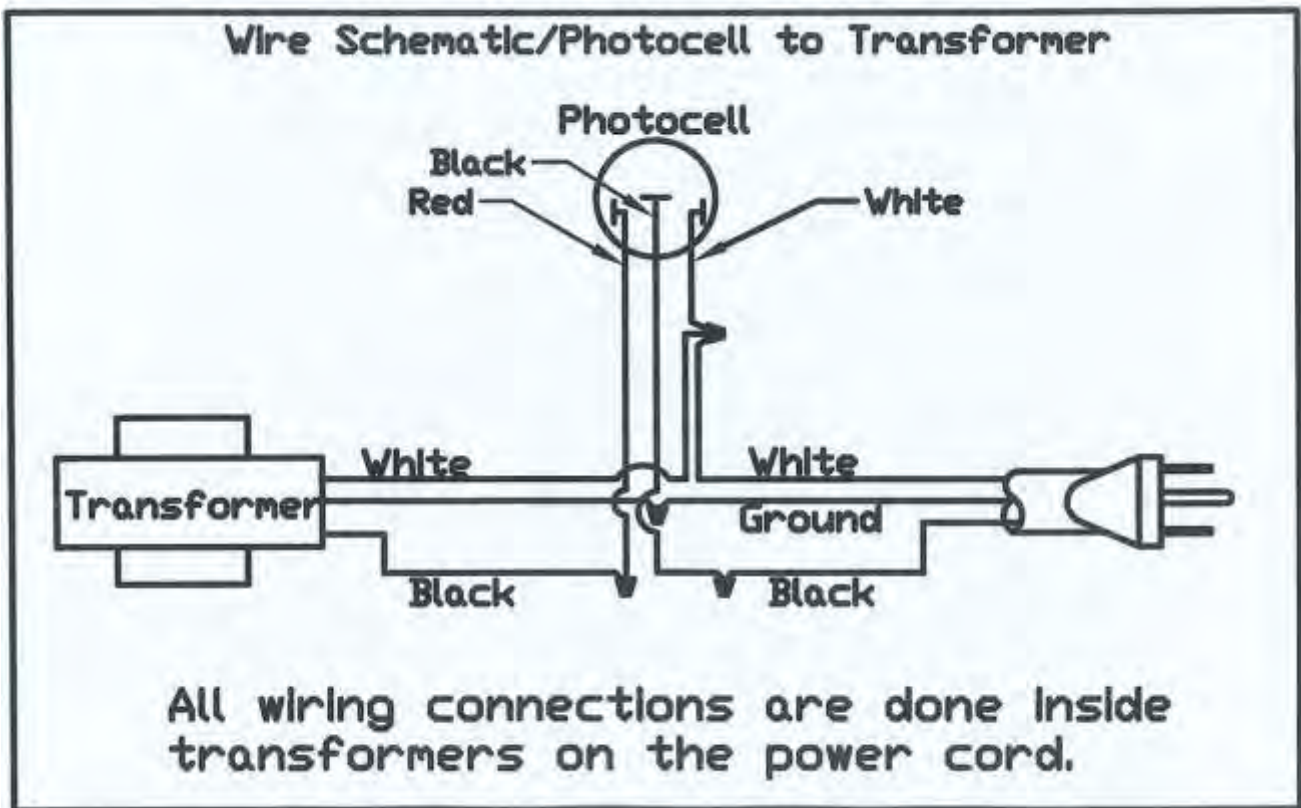 Wire Schematic/Photocell to Transformer
Photocell
Black
Red
White
White
White
Transformer
Ground
Black
Black
All wiring connections are done inside
transformers on the power cord.